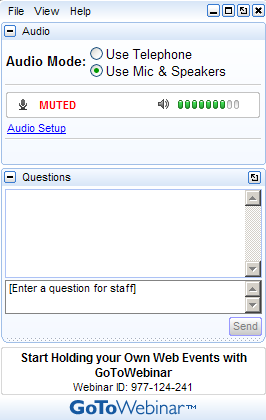 File View Help
Audio
Audio Mode: Use Telephone
Use Mic & Speakers
MUTED
Audio Setup
Questions
[Enter a question for staff]
Send
Start Holding your Own Web Events with
GoToWebinar
Webinar ID: 977-124-241
GoToWebinar™